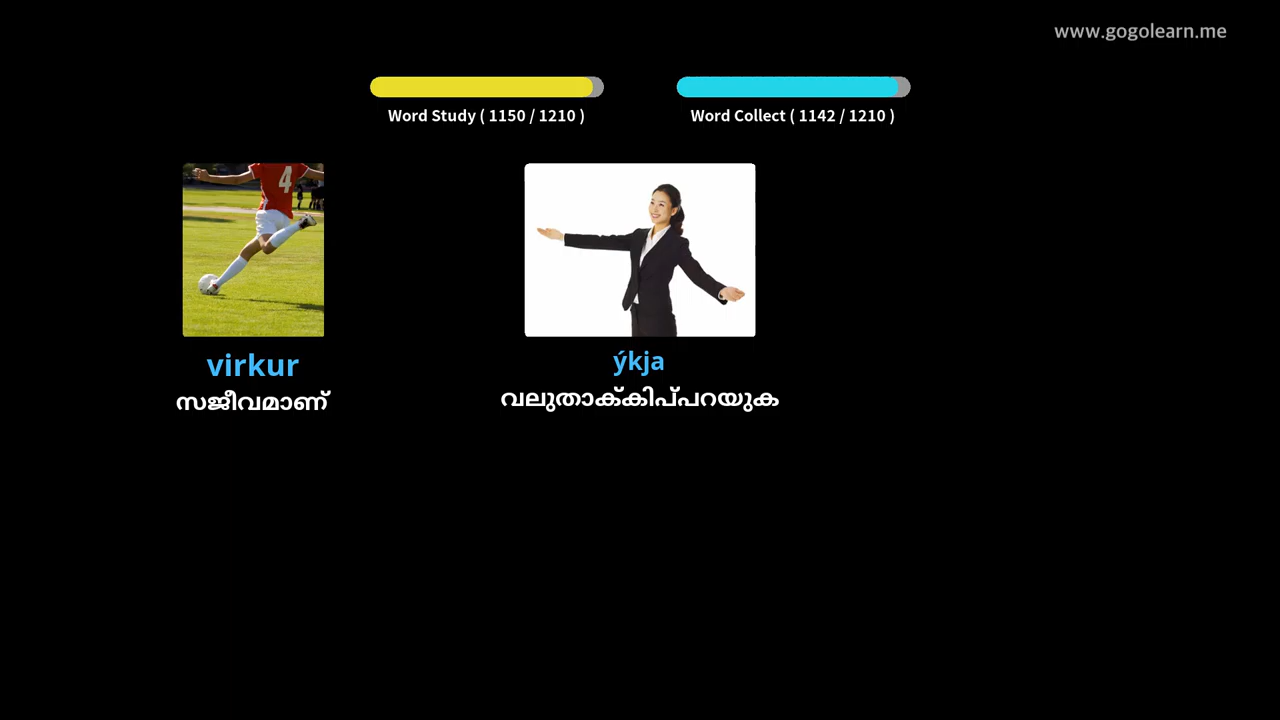 www.gogolearn.me
Word Study ( 1150 / 1210 )
Word Collect ( 1142 / 1210 )
4
virkur
സജീവമാണ്
ýkja
വലുതാക്കിപ്പറയുക